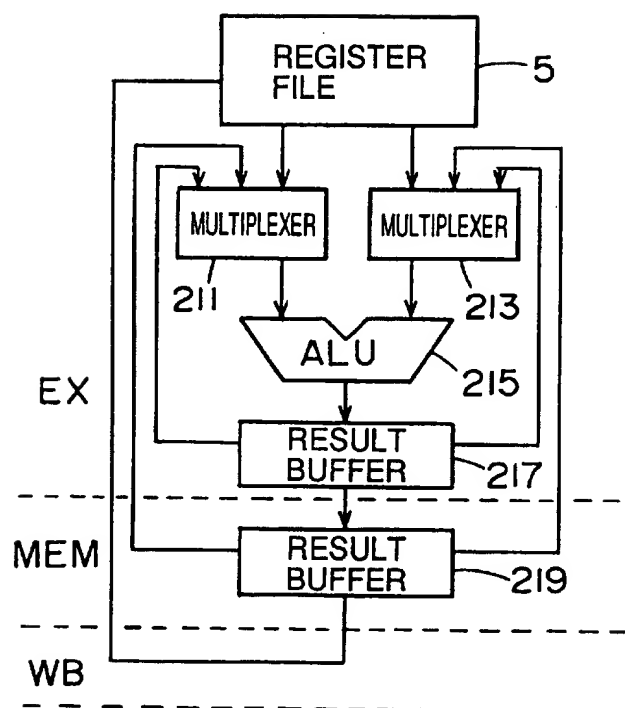 REGISTER
FILE
5
MULTIPLEXER
MULTIPLEXER
211
213
ALU
215
EX
RESULT
BUFFER
217
MEM
RESULT
BUFFER
219
WB